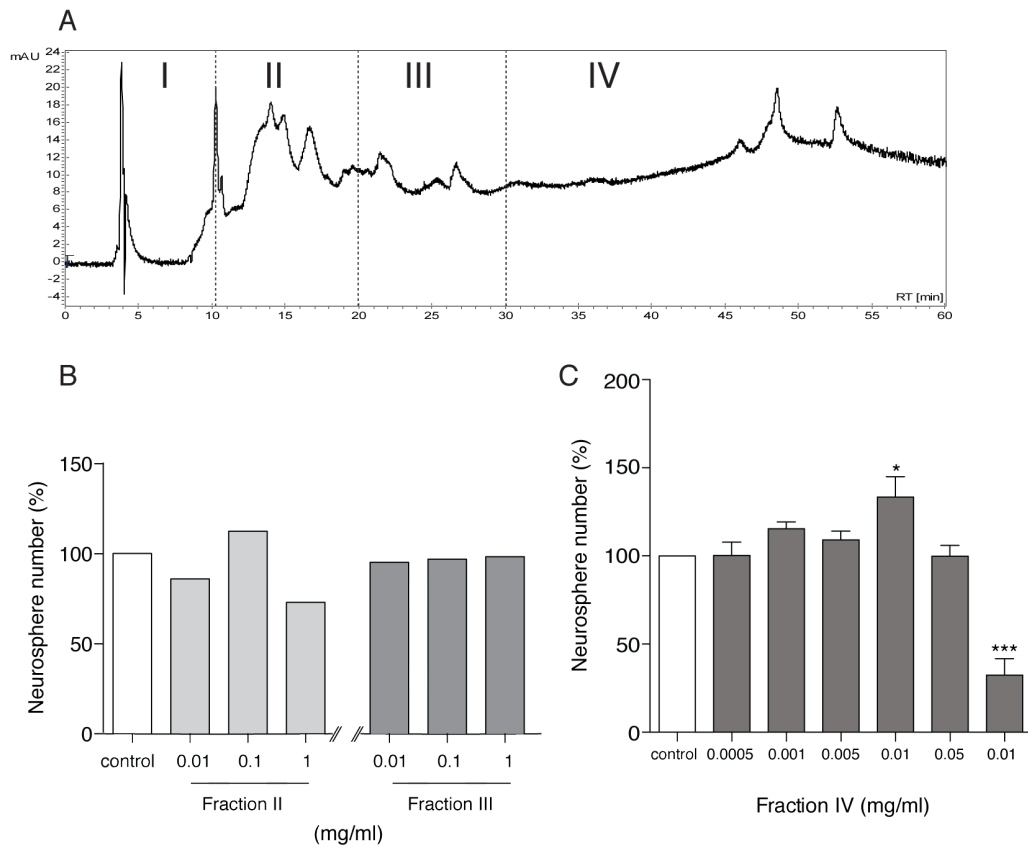 A
mAU
24
22
20
18
16
14
12
10
8
6
4
2
0
-2
-4
I II III IV
RT [min]
0 5 10 15 20 25 30 35 40 45 50 55 60
B
Neurosphere number (%)
150
100
50
0
control 0.01 0.1 1 0.01 0.1 1
Fraction II Fraction III
(mg/ml)
C
Neurosphere number (%)
200
150
100
50
0
*
***
control 0.0005 0.001 0.005 0.01 0.05 0.01
Fraction IV (mg/ml)